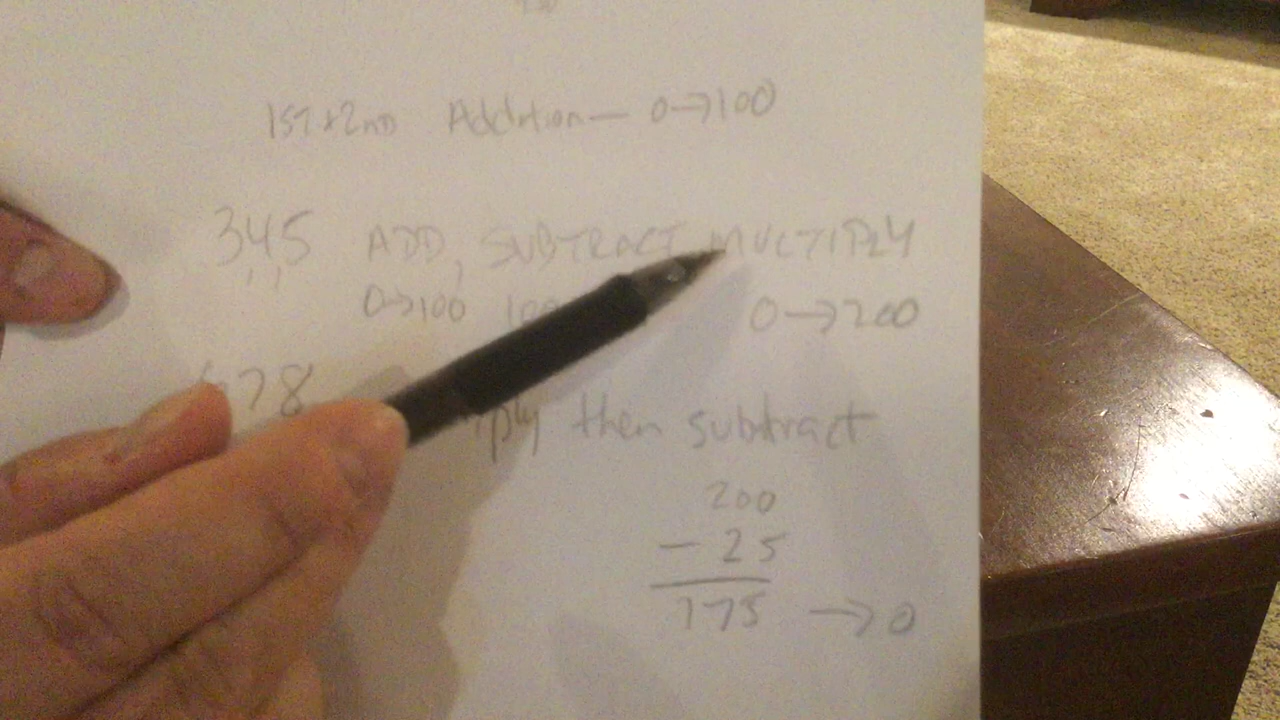 1ST+2ND Addition — 0→100
345 ADD, SUBTRACT MULTIPLY
0→100 0→200
78
then subtract
200
- 25
175 → 0